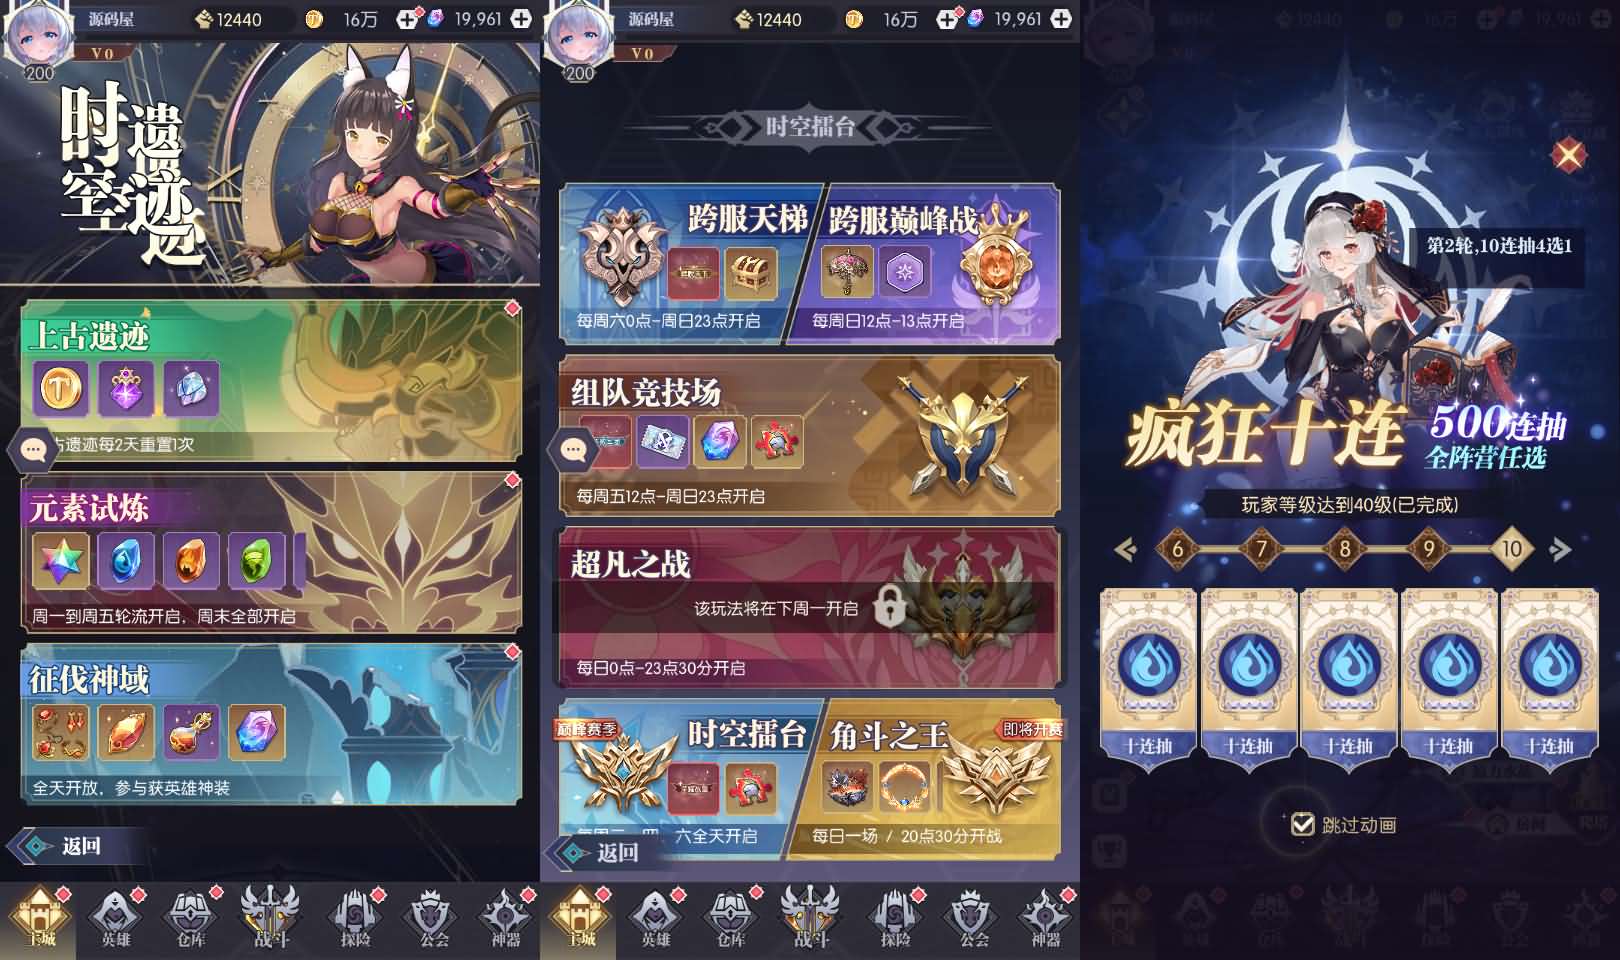 源码屋
12440
16万
19,961
V0
200
时空遗迹
遗迹
上古遗迹
古遗迹每2天重置1次
元素试炼
周一到周五轮流开启，周末全部开启
征伐神域
全天开放，参与获英雄神装
返回
主城
英雄
仓库
战斗
探险
公会
神器
源码屋
12440
16万
19,961
V0
200
时空擂台
跨服天梯
每周六0点-周日23点开启
跨服巅峰战
每周日12点-13点开启
组队竞技场
每周五12点-周日23点开启
超凡之战
该玩法将在下周一开启
每日0点-23点30分开启
巅峰赛季
时空擂台
六全天开启
角斗之王
即将开赛
每日一场 / 20点30分开战
返回
主城
英雄
仓库
战斗
探险
公会
神器
第2轮,10连抽4选1
疯狂十连
500连抽
全阵营任选
玩家等级达到40级(已完成)
6
7
8
9
10
十连抽
十连抽
十连抽
十连抽
十连抽
跳过动画